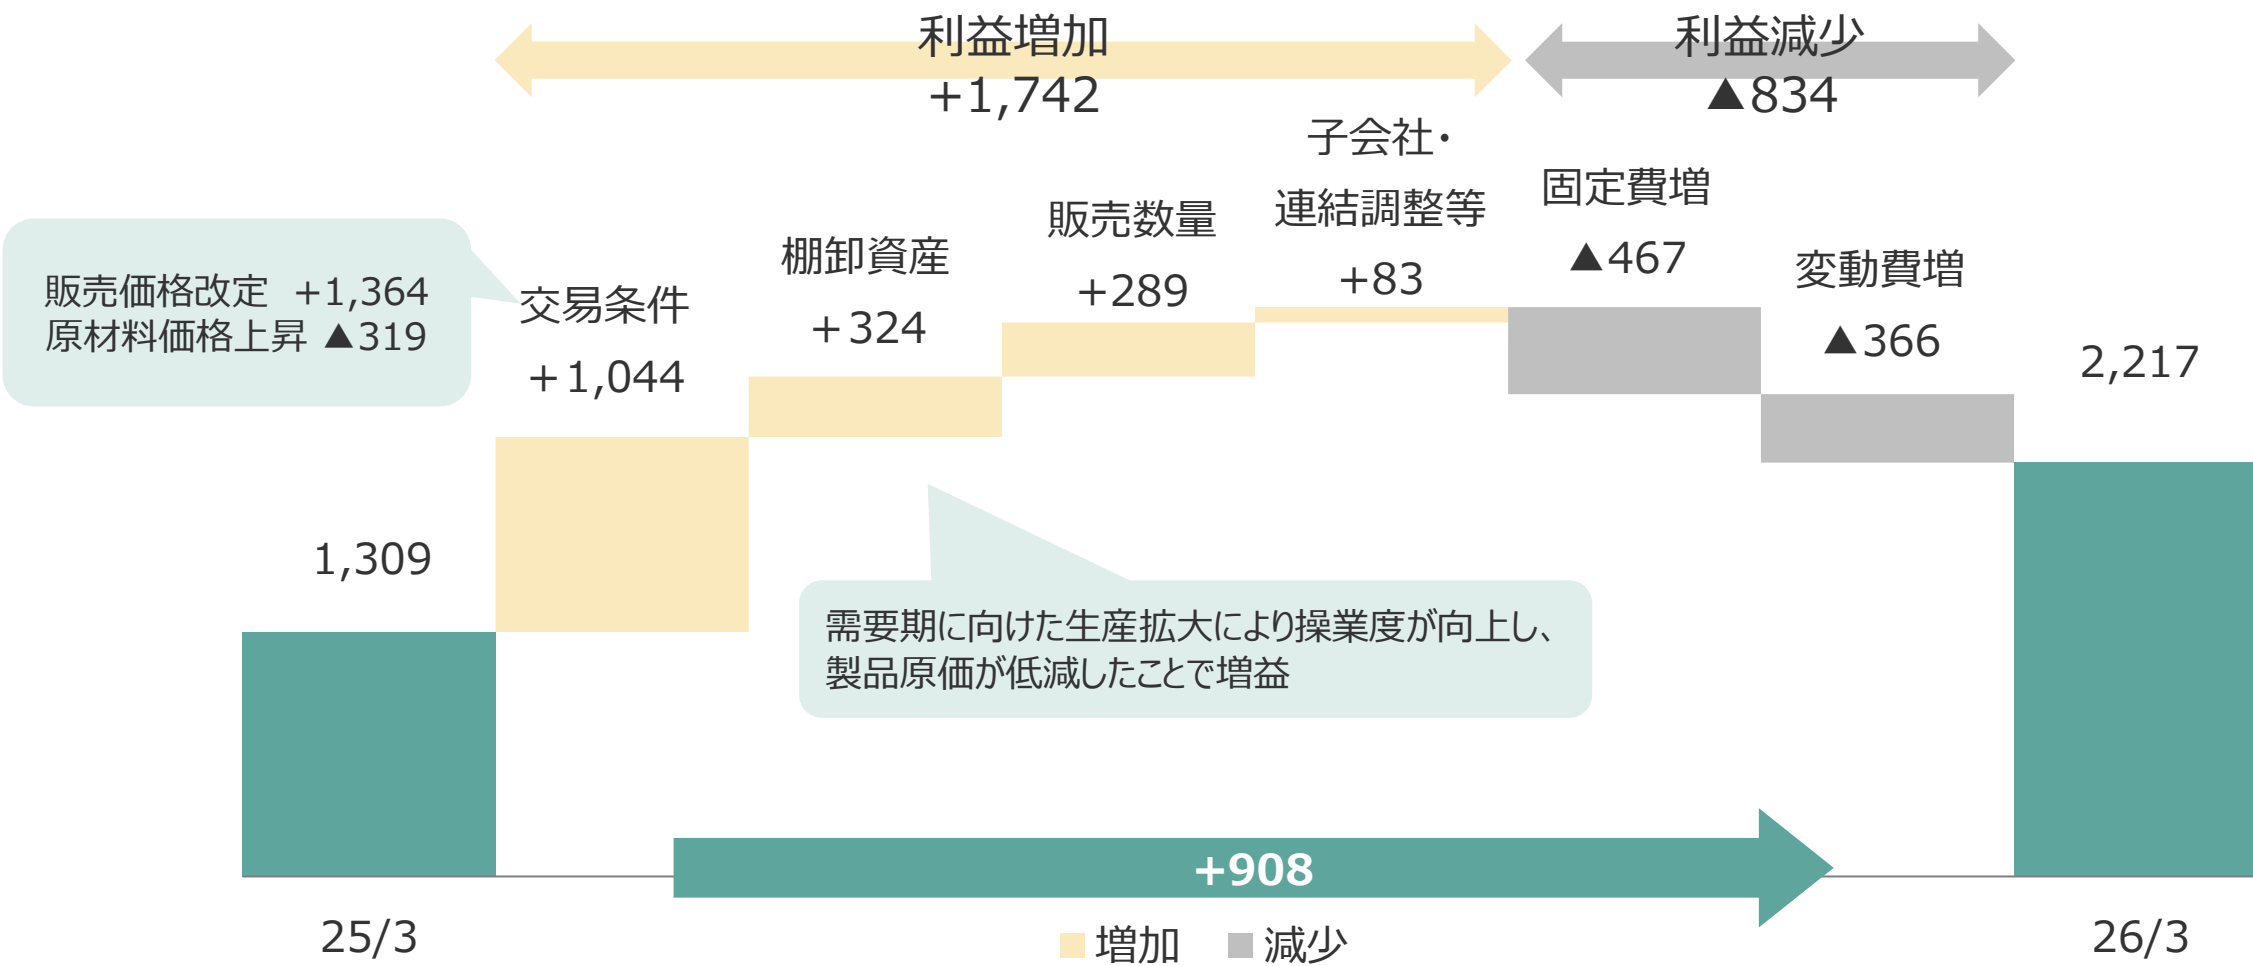 利益増加
+1,742
利益減少
▲834
販売価格改定 +1,364
原材料価格上昇 ▲319
交易条件
+1,044
棚卸資産
+324
販売数量
+289
子会社・
連結調整等
+83
固定費増
▲467
変動費増
▲366
2,217
1,309
需要期に向けた生産拡大により操業度が向上し、
製品原価が低減したことで増益
+908
25/3
26/3
増加
減少